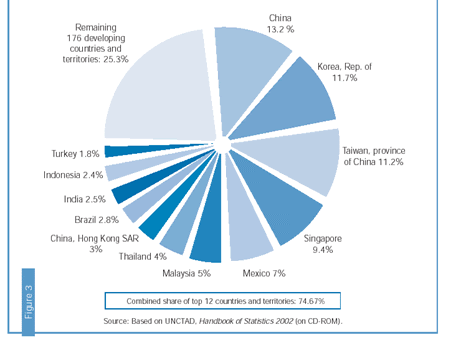 China
13.2 %
Korea, Rep. of
11.7%
Taiwan, province
of China 11.2%
Singapore
9.4%
Mexico 7%
Malaysia 5%
Thailand 4%
China, Hong Kong SAR
3%
Brazil 2.8%
India 2.5%
Indonesia 2.4%
Turkey 1.8%
Remaining
176 developing
countries and
territories; 25.3%
Combined share of top 12 countries and territories: 74.67%
Source: Based on UNCTAD, Handbook of Statistics 2002 (on CD-ROM).
Figure 3